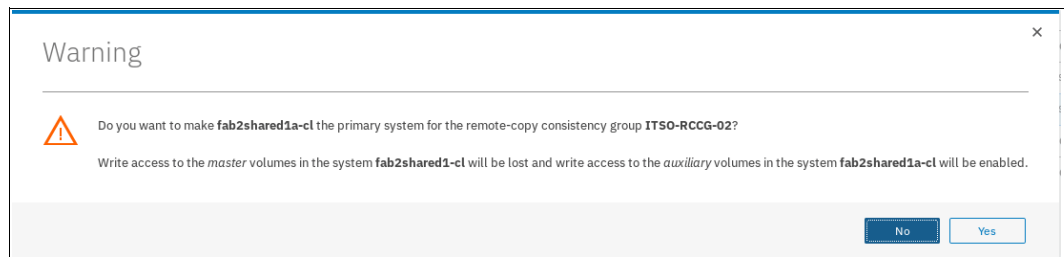 Warning
Do you want to make fab2shared1a-cl the primary system for the remote-copy consistency group ITSO-RCCG-02?
Write access to the master volumes in the system fab2shared1-cl will be lost and write access to the auxiliary volumes in the system fab2shared1a-cl will be enabled.
No Yes